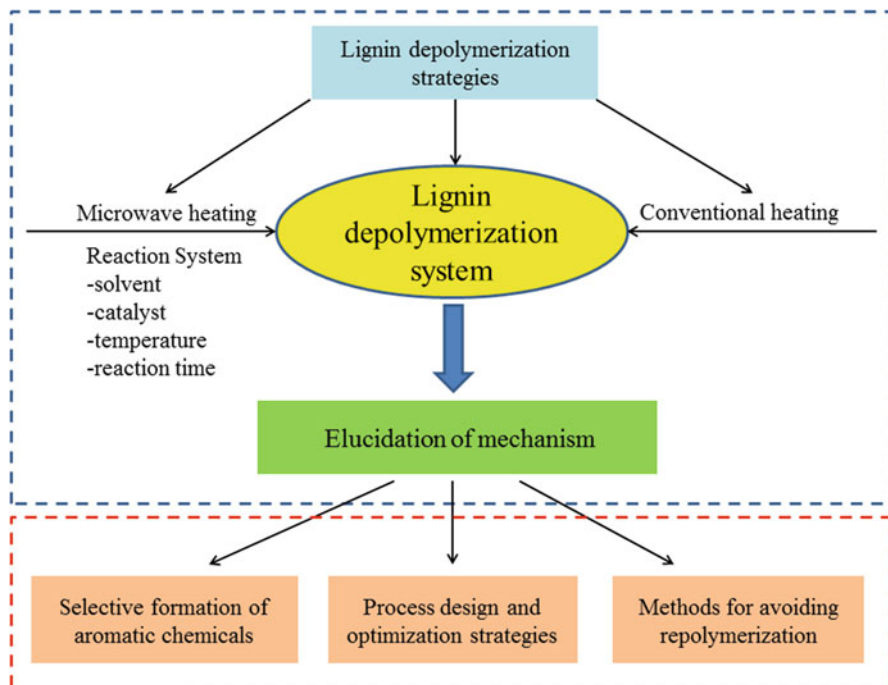 Lignin depolymerization
strategies
Microwave heating
Lignin
depolymerization
system
Conventional heating
Reaction System
-solvent
-catalyst
-temperature
-reaction time
Elucidation of mechanism
Selective formation of
aromatic chemicals
Process design and
optimization strategies
Methods for avoiding
repolymerization